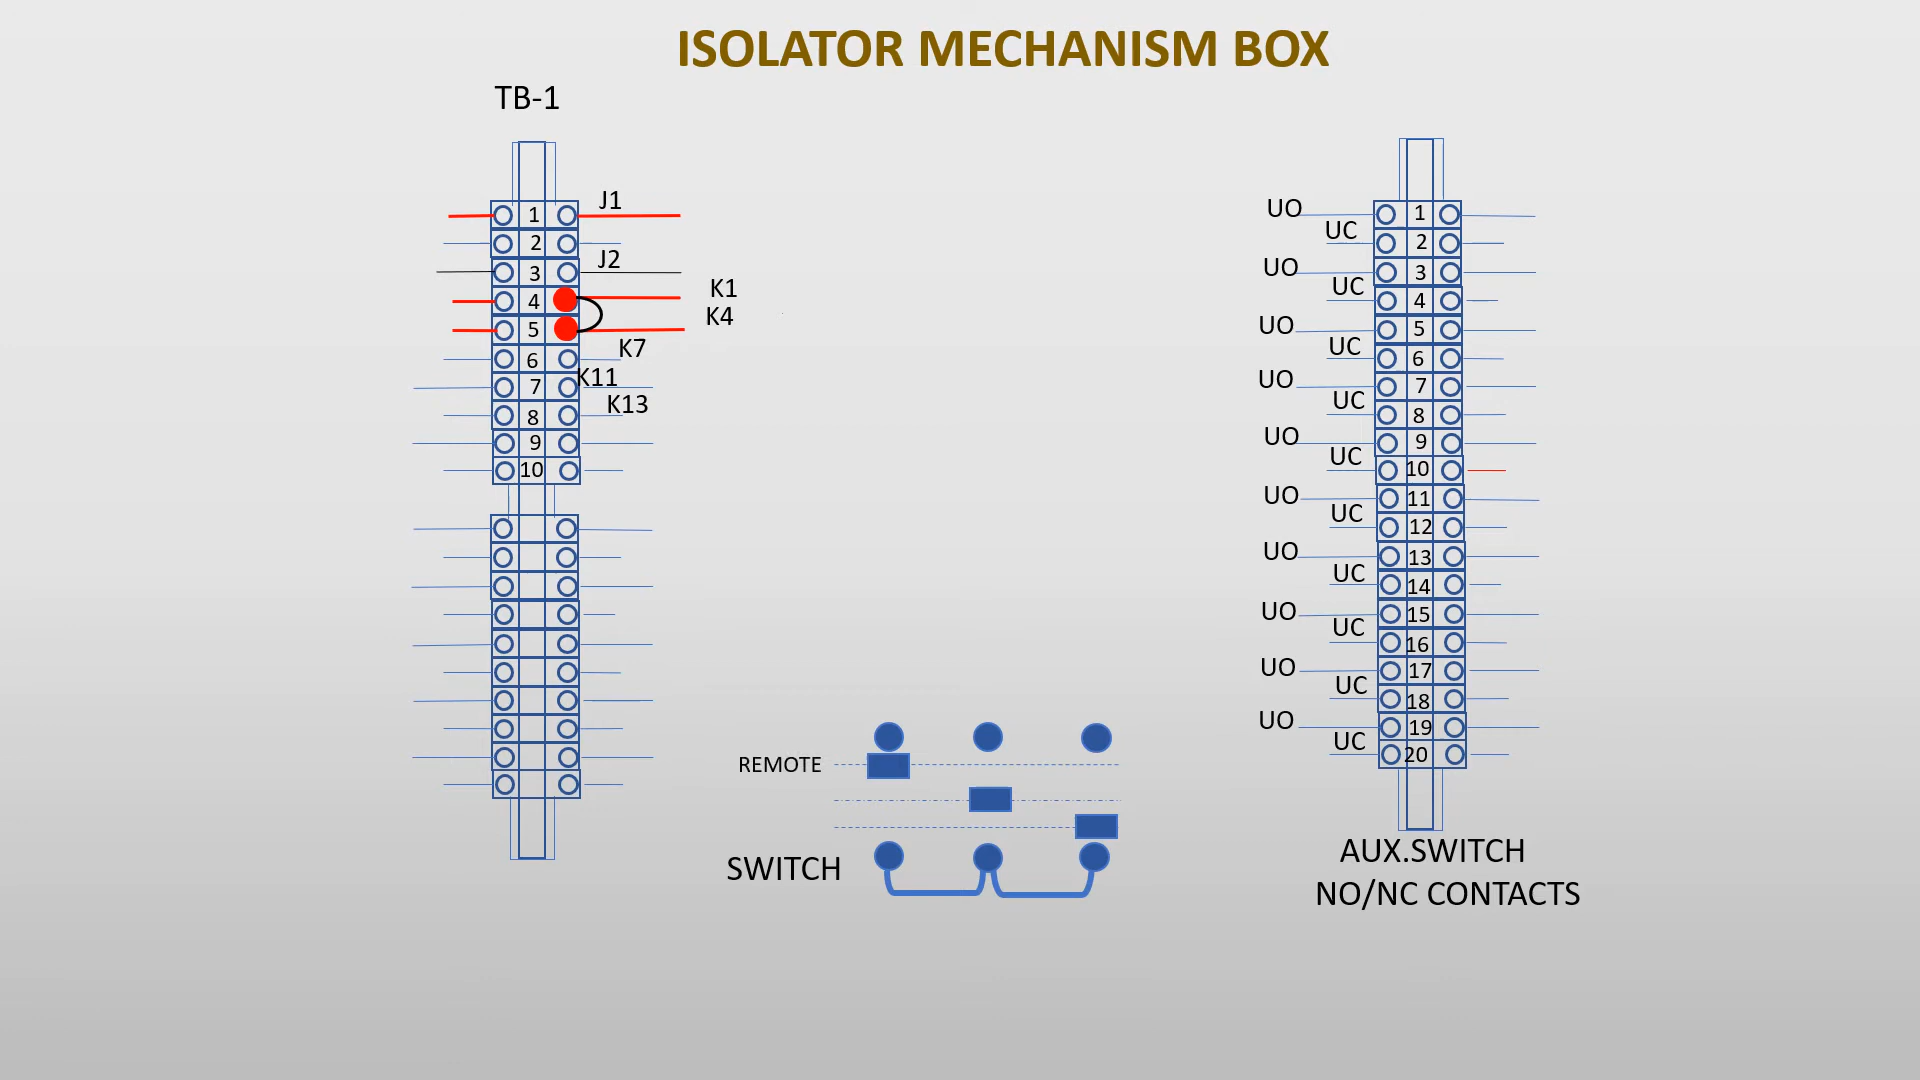 ISOLATOR MECHANISM BOX
TB-1
1
J1
2
3
J2
4
K1
5
K4
6
K7
7
K11
8
K13
9
10
UO
1
UC
2
UO
3
UC
4
UO
5
UC
6
UO
7
UC
8
UO
9
UC
10
UO
11
UC
12
UO
13
UC
14
UO
15
UC
16
UO
17
UC
18
UO
19
UC
20
REMOTE
SWITCH
AUX.SWITCH
NO/NC CONTACTS